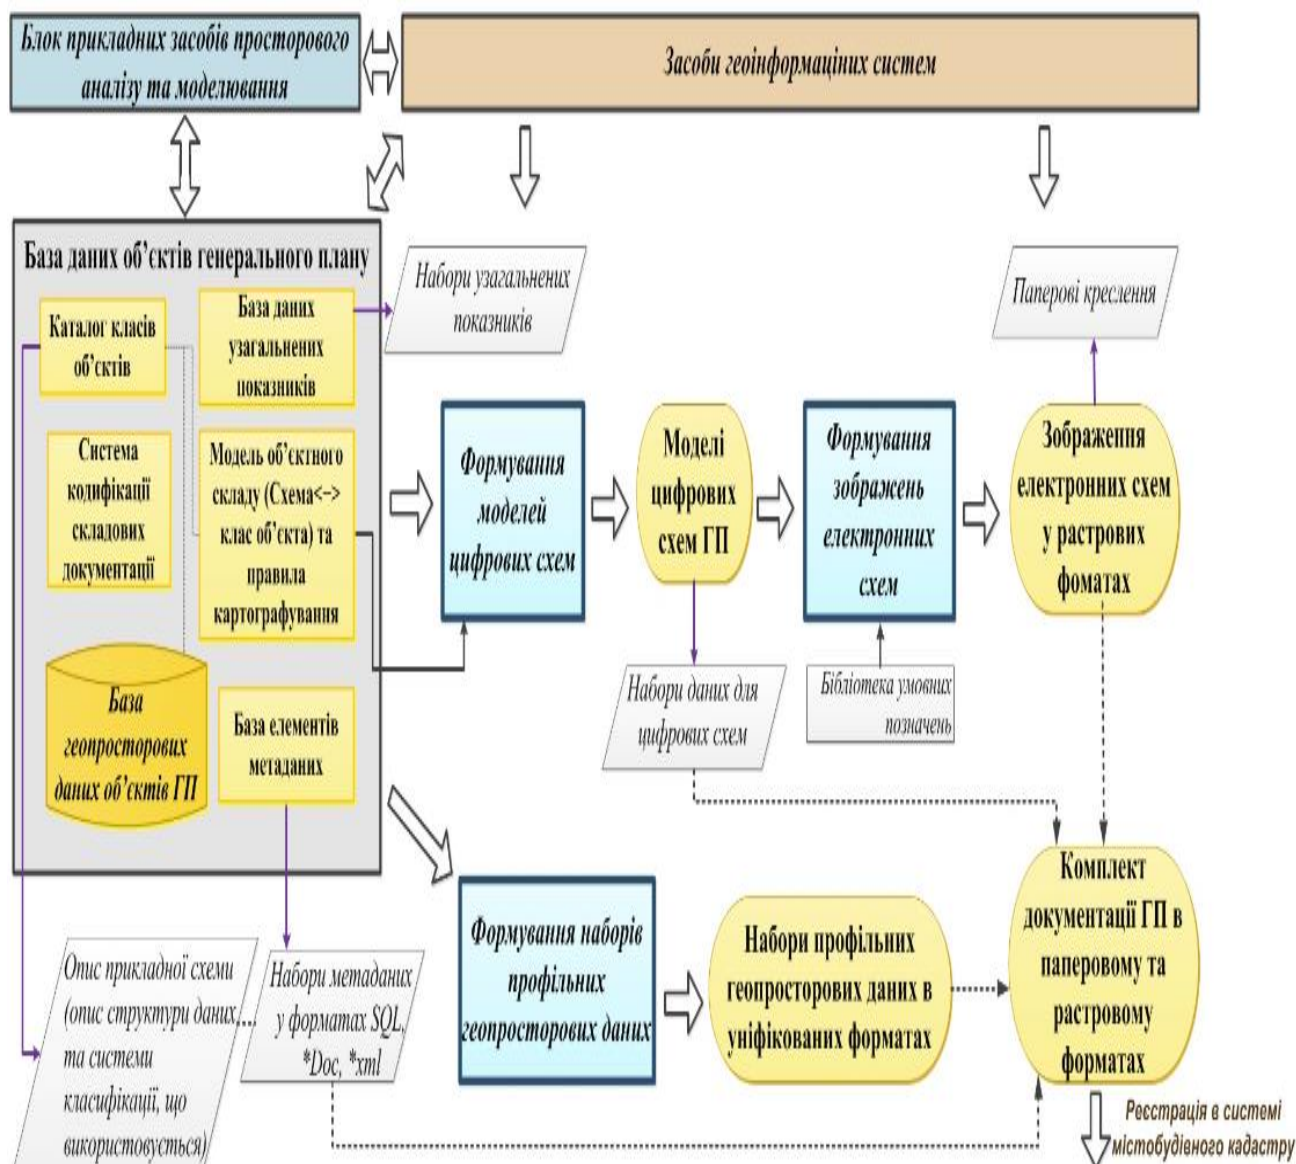 Блок прикладних засобів просторового
аналізу та моделювання
Засоби геоінформаціних систем
База даних об’єктів генерального плану
Каталог класів
об’єктів
База даних
узагальнених
показників
Набори узагальнених
показників
Паперові креслення
Система
кодифікації
складових
документації
Модель об’єктного
складу (Схема<->
клас об’єкта) та
правила
картографування
Формування
моделей
цифрових схем
Моделі
цифрових
схем ГП
Формування
зображень
електронних
схем
Зображення
електронних схем
у растрових
фоматах
База
геопросторових
даних об’єктів ГП
База елементів
метаданих
Набори даних для
цифрових схем
Бібліотека умовних
позначень
Опис прикладної схеми
(опис структури даних
та системи
класифікації, що
використовується)
Набори метаданих
у форматах SQL,
*Doc, *xml
Формування наборів
профільних
геопросторових даних
Набори профільних
геопросторових даних в
уніфікованих форматах
Комплект
документації ГП в
паперовому та
растровому
форматах
Реєстрація в системі
містобудівного кадастру